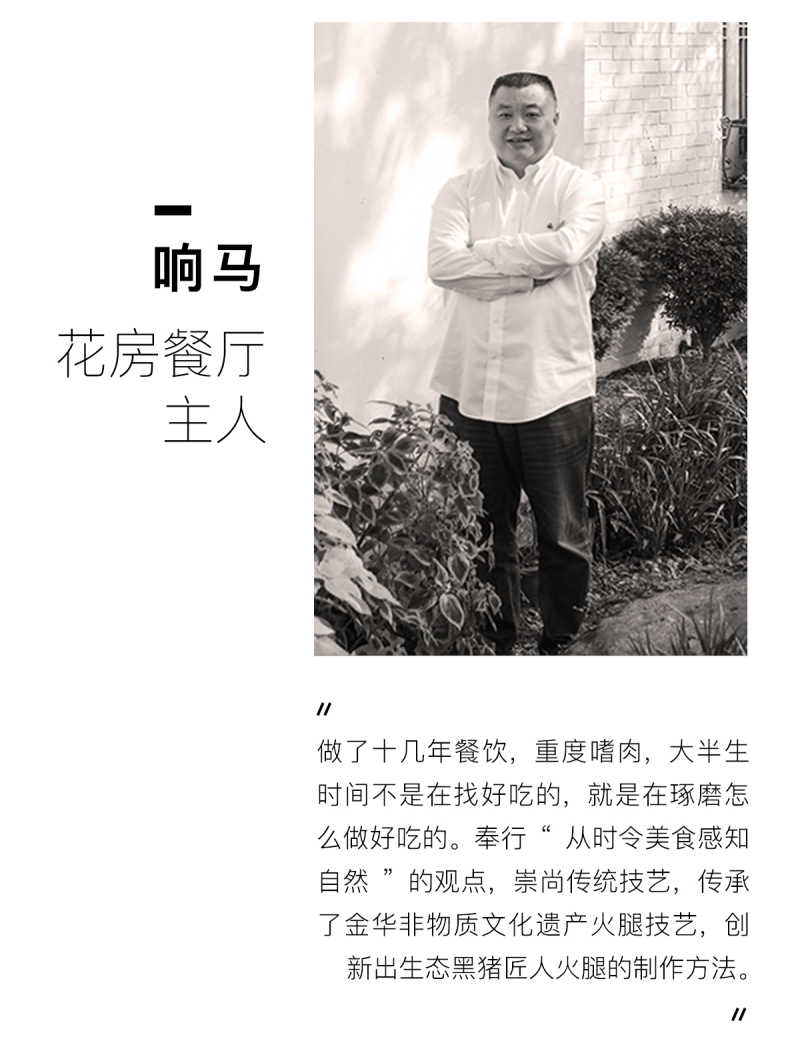 响马
花房餐厅
主人
〃
做了十几年餐饮，重度嗜肉，大半生
时间不是在找好吃的，就是在琢磨怎
么做好吃的。奉行“ 从时令美食感知
自然 ”的观点，崇尚传统技艺，传承
了金华非物质文化遗产火腿技艺，创
新出生态黑猪匠人火腿的制作方法。
〃